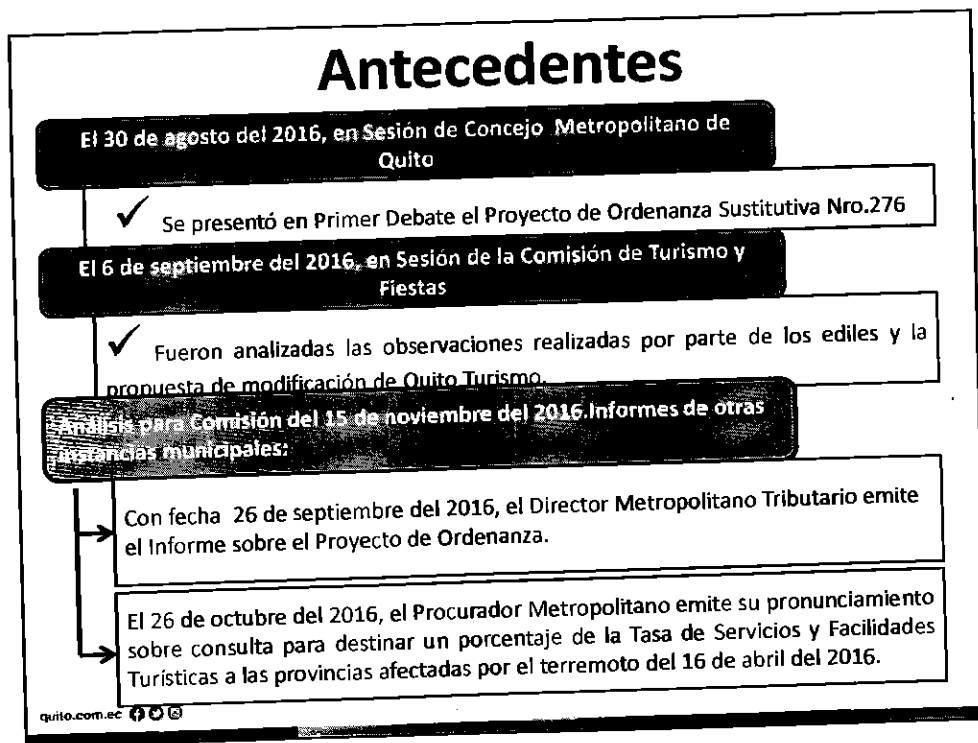 Antecedentes
El 30 de agosto del 2016, en Sesión de Concejo Metropolitano de
Quito
✓ Se presentó en Primer Debate el Proyecto de Ordenanza Sustitutiva Nro.276
El 6 de septiembre del 2016, en Sesión de la Comisión de Turismo y
Fiestas
✓ Fueron analizadas las observaciones realizadas por parte de los ediles y la
propuesta de modificación de Quito Turismo.
Análisis para Comisión del 15 de noviembre del 2016.Informes de otras
instancias municipales:
Con fecha 26 de septiembre del 2016, el Director Metropolitano Tributario emite
el Informe sobre el Proyecto de Ordenanza.
El 26 de octubre del 2016, el Procurador Metropolitano emite su pronunciamiento
sobre consulta para destinar un porcentaje de la Tasa de Servicios y Facilidades
Turísticas a las provincias afectadas por el terremoto del 16 de abril del 2016.
quito.com.ec